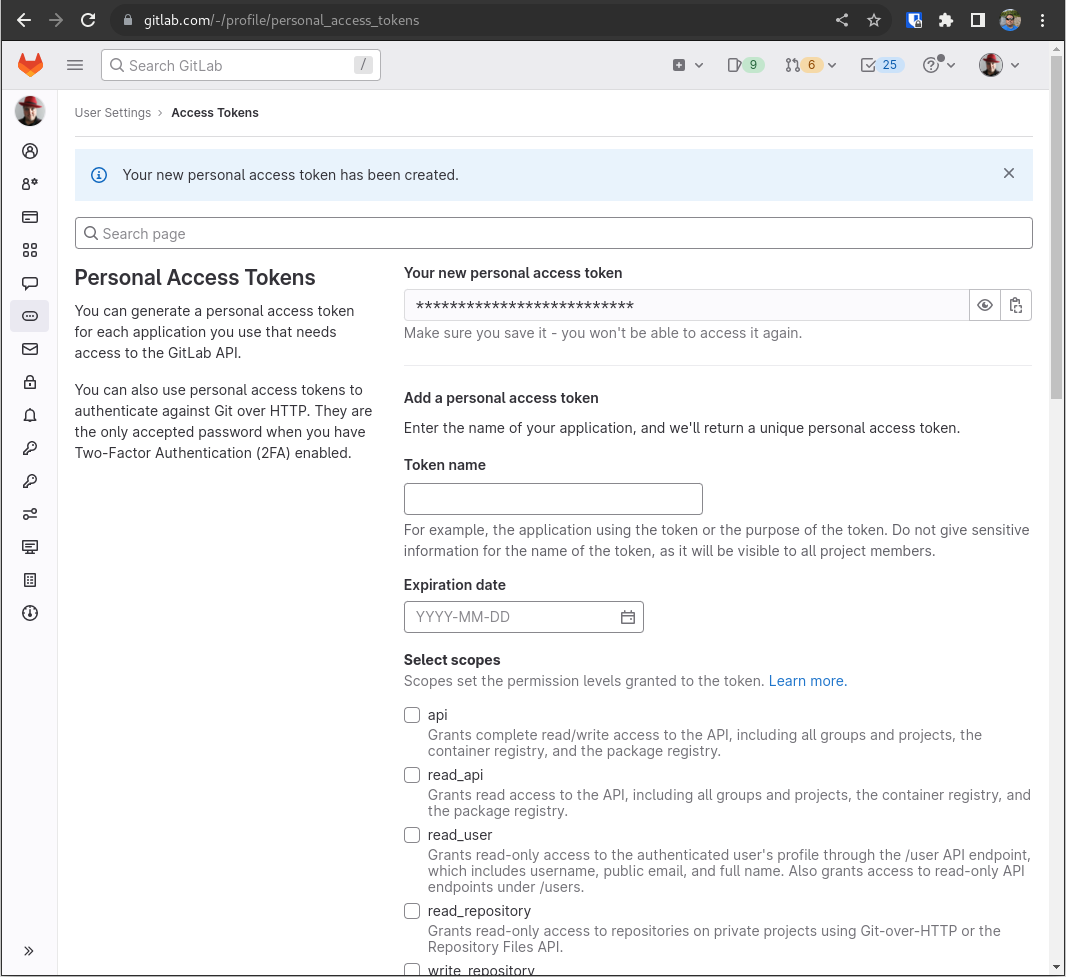 gitlab.com/-/profile/personal_access_tokens
Search GitLab
/
9
6
25
User Settings › Access Tokens
Your new personal access token has been created.
Search page
Personal Access Tokens
You can generate a personal access token
for each application you use that needs
access to the GitLab API.
You can also use personal access tokens to
authenticate against Git over HTTP. They are
the only accepted password when you have
Two-Factor Authentication (2FA) enabled.
Your new personal access token
**************************
Make sure you save it - you won't be able to access it again.
Add a personal access token
Enter the name of your application, and we'll return a unique personal access token.
Token name
For example, the application using the token or the purpose of the token. Do not give sensitive
information for the name of the token, as it will be visible to all project members.
Expiration date
YYYY-MM-DD
Select scopes
Scopes set the permission levels granted to the token. Learn more.
api
Grants complete read/write access to the API, including all groups and projects, the
container registry, and the package registry.
read_api
Grants read access to the API, including all groups and projects, the container registry, and
the package registry.
read_user
Grants read-only access to the authenticated user's profile through the /user API endpoint,
which includes username, public email, and full name. Also grants access to read-only API
endpoints under /users.
read_repository
Grants read-only access to repositories on private projects using Git-over-HTTP or the
Repository Files API.
write_repository